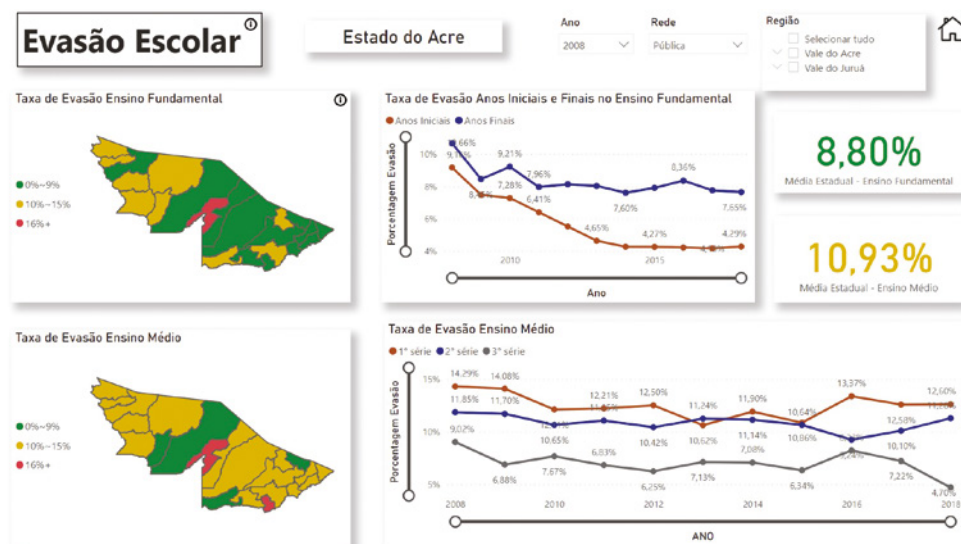 Evasão Escolar
Estado do Acre
Ano
2008
Rede
Pública
Região
Selecionar tudo
Vale do Acre
Vale do Juruá
Taxa de Evasão Ensino Fundamental
0%~9%
10%~15%
16%+
Taxa de Evasão Anos Iniciais e Finais no Ensino Fundamental
Anos Iniciais Anos Finais
Porcentagem Evasão
10%
8%
6%
4%
9,21%
7,96%
8,36%
7,28%
6,41%
7,60%
7,65%
4,65%
4,27%
4,29%
2010 2015
Ano
8,80%
Média Estadual - Ensino Fundamental
10,93%
Média Estadual - Ensino Médio
Taxa de Evasão Ensino Médio
0%~9%
10%~15%
16%+
Taxa de Evasão Ensino Médio
1ª série 2ª série 3ª série
Porcentagem Evasão
15%
10%
5%
14,29% 14,08% 12,21% 12,50% 11,90% 13,37% 12,60%
11,85% 11,70% 11,24% 10,64% 12,58%
10,65% 10,42% 10,62% 11,14% 10,86% 10,10%
9,02% 6,83% 7,08%
6,88% 7,67% 6,25% 7,13% 6,34% 7,22% 4,70%
2008 2010 2012 2014 2016 2018
ANO